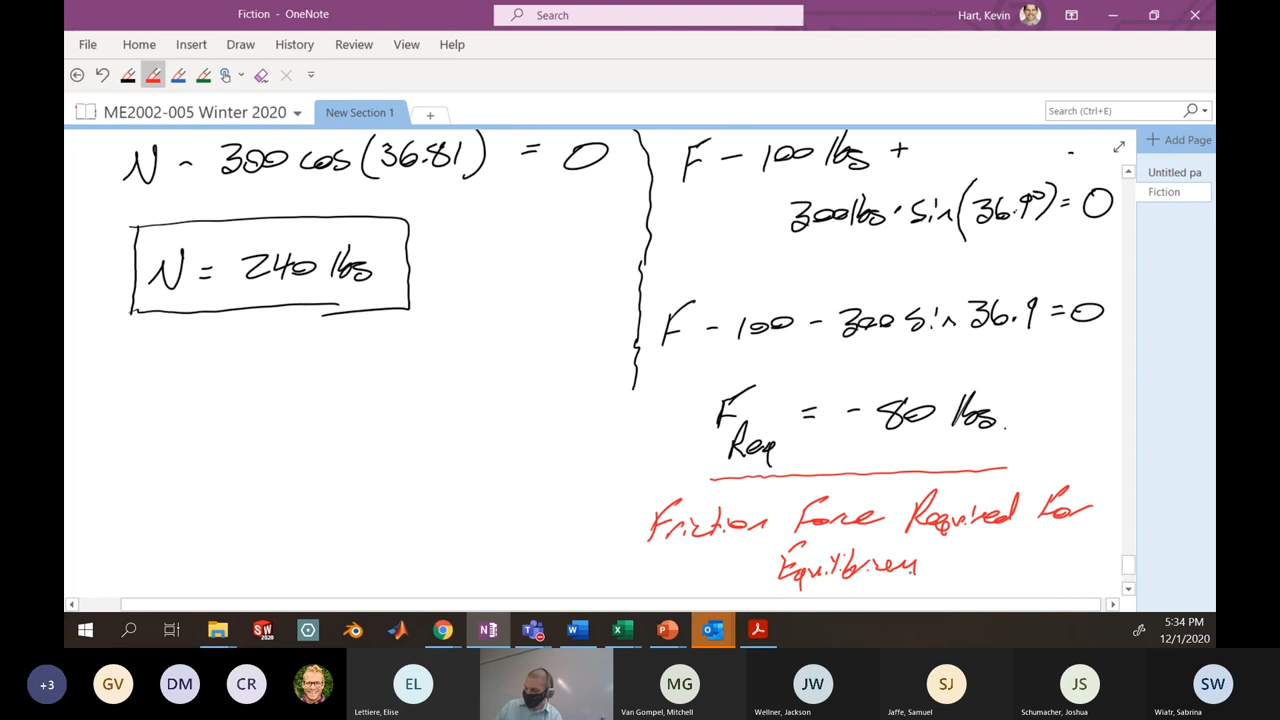 Fiction - OneNote
Search
Hart, Kevin
File Home Insert Draw History Review View Help
ME2002-005 Winter 2020
New Section 1
Search (Ctrl+E)
Add Page
Untitled pa
Fiction
N - 300 cos(36.81) = 0
N = 240 lbs
F - 100 lbs +
300 lbs · sin(36.9°) = 0
F - 100 - 300 sin 36.9 = 0
F Req = - 80 lbs.
Friction Force Required For
Equilibrium
5:34 PM
12/1/2020
+3
GV
DM
CR
EL
Lettiere, Elise
MG
Van Gompel, Mitchell
JW
Wellner, Jackson
SJ
Jaffe, Samuel
JS
Schumacher, Joshua
SW
Wiatr, Sabrina